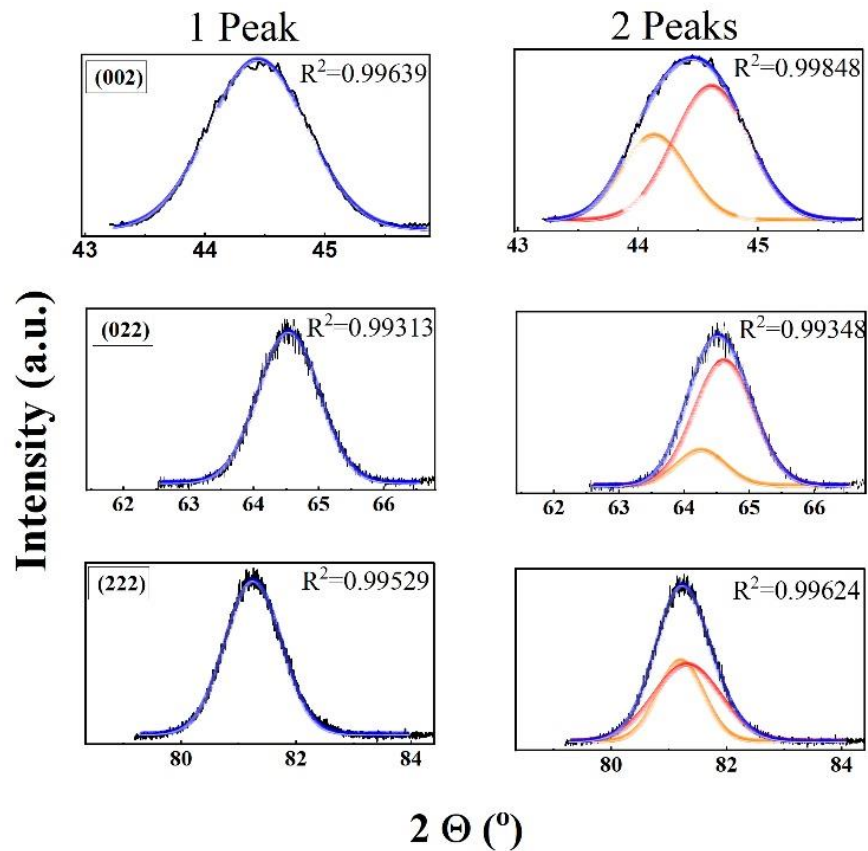 1 Peak
2 Peaks
(002)
R²=0.99639
43 44 45
R²=0.99848
43 44 45
(022)
R²=0.99313
62 63 64 65 66
R²=0.99348
62 63 64 65 66
(222)
R²=0.99529
80 82 84
R²=0.99624
80 82 84
Intensity (a.u.)
2 Θ (º)